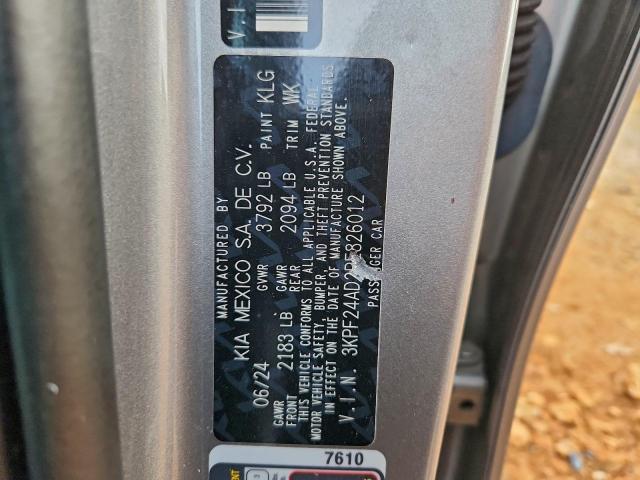 V.I.N
MANUFACTURED BY
KIA MEXICO S.A. DE C.V.
06/24 GVWR 3792 LB PAINT KLG
GAWR FRONT 2183 LB GAWR REAR 2094 LB TRIM WK
THIS VEHICLE CONFORMS TO ALL APPLICABLE U.S.A. FEDERAL
MOTOR VEHICLE SAFETY, BUMPER, AND THEFT PREVENTION STANDARDS
IN EFFECT ON THE DATE OF MANUFACTURE SHOWN ABOVE.
V.I.N. 3KPF24AD2 826012
PASSENGER CAR
7610